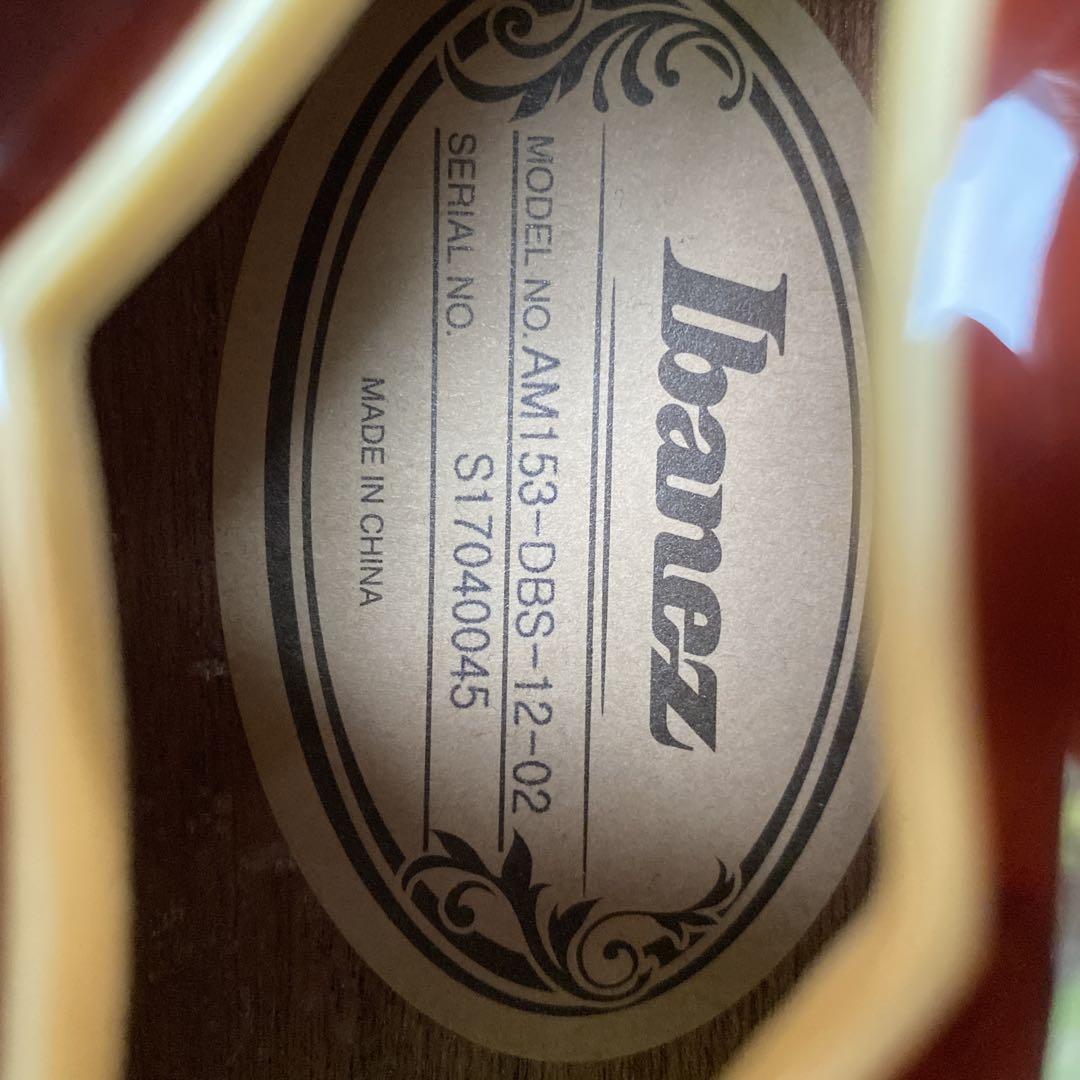 Ibanez
MODEL NO. AM153-DBS-12-02
SERIAL NO. S17040045
MADE IN CHINA